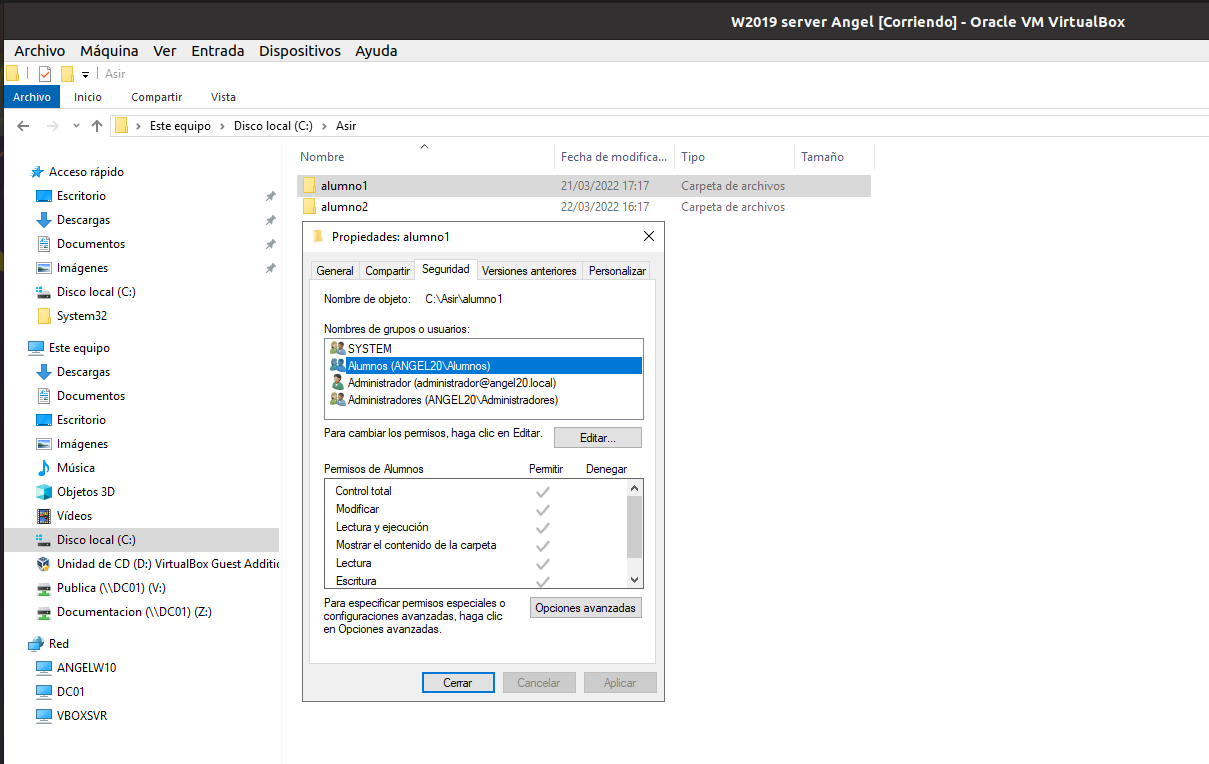 W2019 server Angel [Corriendo] - Oracle VM VirtualBox
Archivo Máquina Ver Entrada Dispositivos Ayuda
Asir
Archivo Inicio Compartir Vista
Este equipo > Disco local (C:) > Asir
Acceso rápido
Escritorio
Descargas
Documentos
Imágenes
Disco local (C:)
System32
Este equipo
Descargas
Documentos
Escritorio
Imágenes
Música
Objetos 3D
Vídeos
Disco local (C:)
Unidad de CD (D:) VirtualBox Guest Additic
Publica (\\DC01) (V:)
Documentacion (\\DC01) (Z:)
Red
ANGELW10
DC01
VBOXSVR
Nombre Fecha de modifica... Tipo Tamaño
alumno1 21/03/2022 17:17 Carpeta de archivos
alumno2 22/03/2022 16:17 Carpeta de archivos
Propiedades: alumno1
General Compartir Seguridad Versiones anteriores Personalizar
Nombre de objeto: C:\Asir\alumno1
Nombres de grupos o usuarios:
SYSTEM
Alumnos (ANGEL20\Alumnos)
Administrador (administrador@angel20.local)
Administradores (ANGEL20\Administradores)
Para cambiar los permisos, haga clic en Editar. Editar...
Permisos de Alumnos Permitir Denegar
Control total
Modificar
Lectura y ejecución
Mostrar el contenido de la carpeta
Lectura
Escritura
Para especificar permisos especiales o
configuraciones avanzadas, haga clic
en Opciones avanzadas.
Opciones avanzadas
Cerrar Cancelar Aplicar